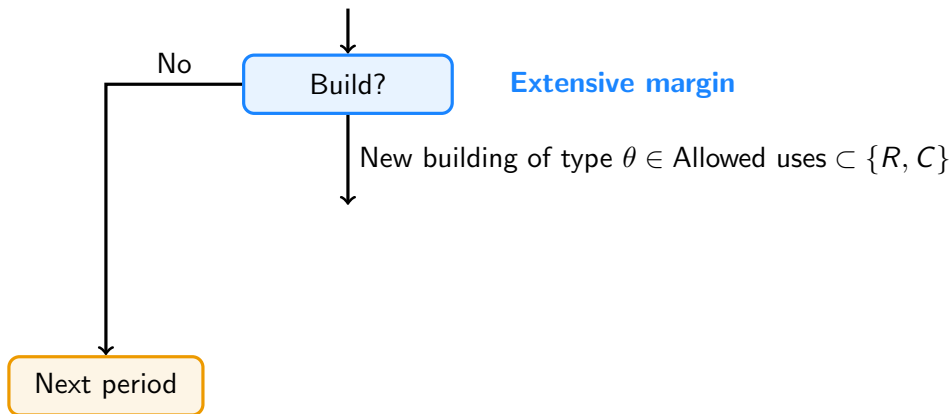 No
Build?
Extensive margin
New building of type θ ∈ Allowed uses ⊂ {R, C}
Next period